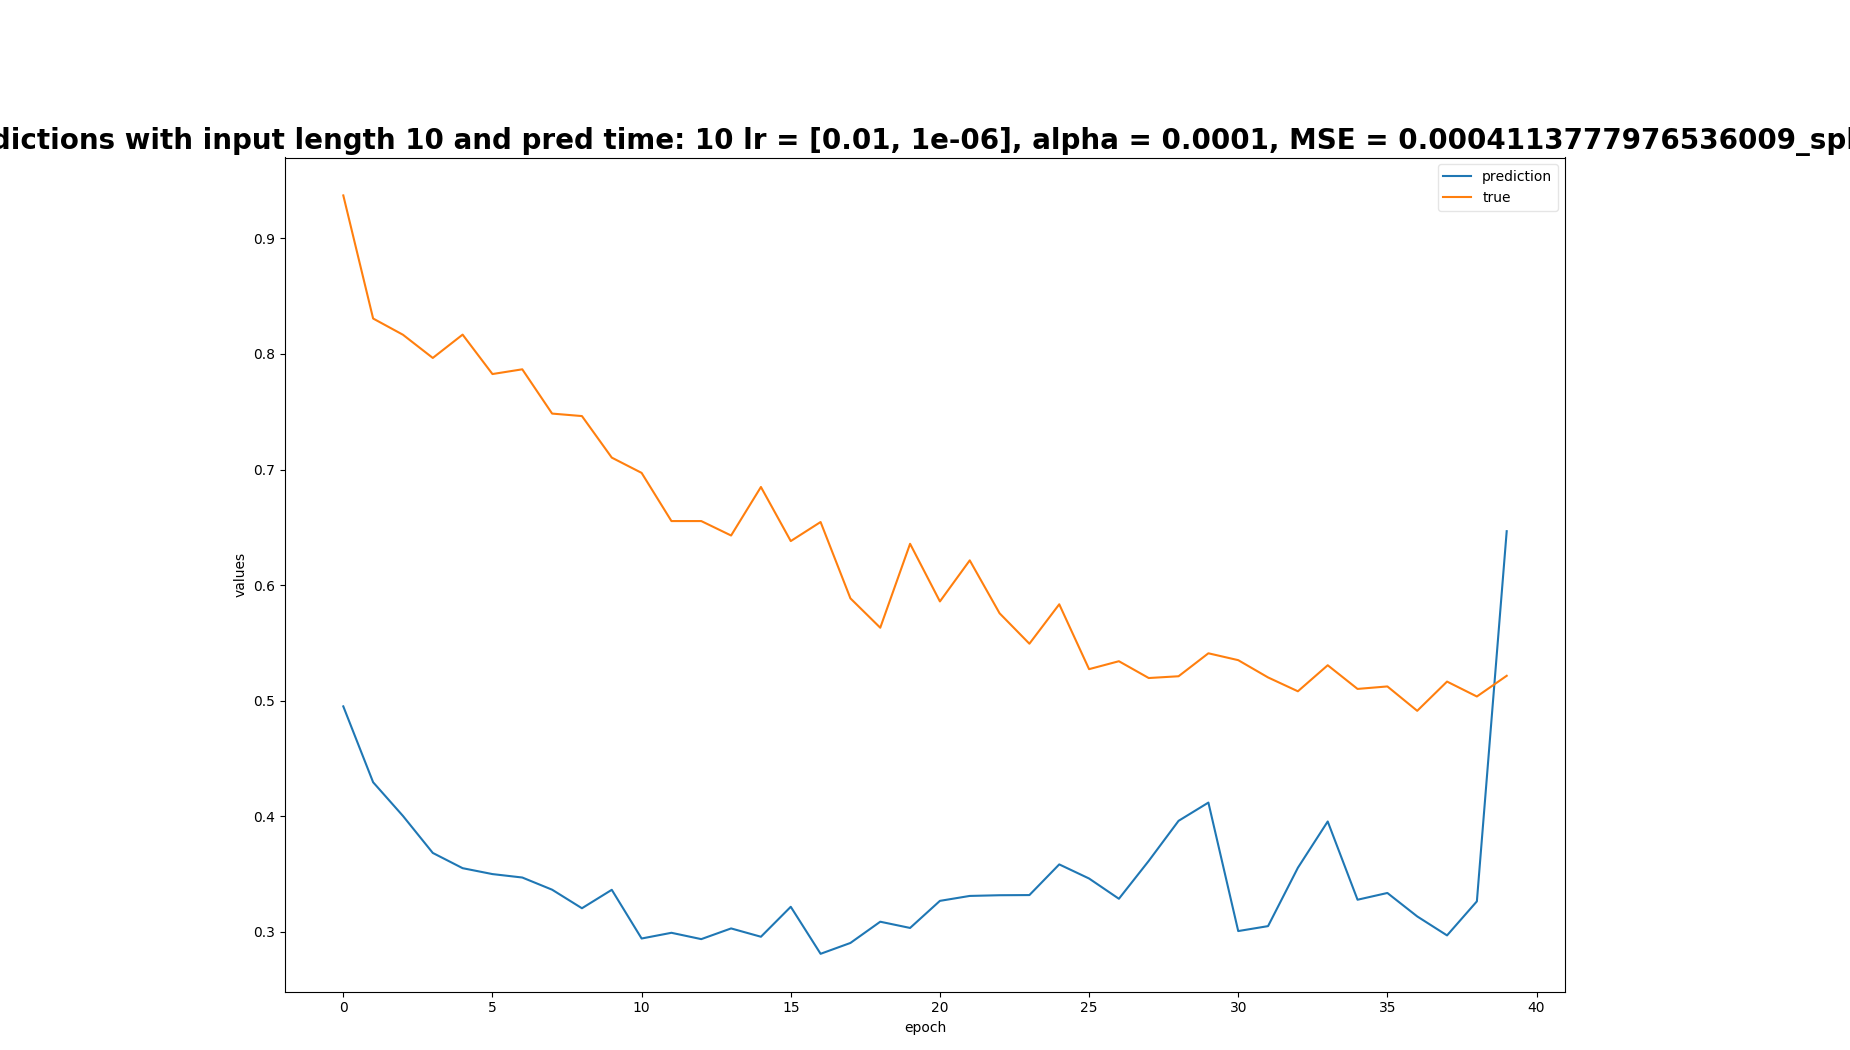 dictions with input length 10 and pred time: 10 lr = [0.01, 1e-06], alpha = 0.0001, MSE = 0.0004113777976536009_spl
prediction
true
0.9
0.8
0.7
0.6
0.5
0.4
0.3
values
0 5 10 15 20 25 30 35 40
epoch